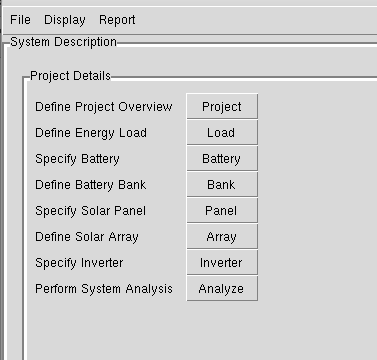 File Display Report
System Description
Project Details
Define Project Overview Project
Define Energy Load Load
Specify Battery Battery
Define Battery Bank Bank
Specify Solar Panel Panel
Define Solar Array Array
Specify Inverter Inverter
Perform System Analysis Analyze